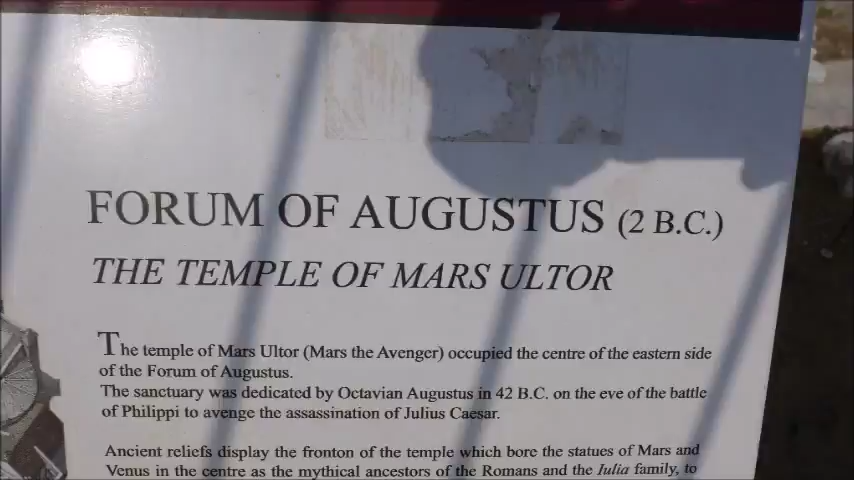 FORUM OF AUGUSTUS (2 B.C.)
THE TEMPLE OF MARS ULTOR
The temple of Mars Ultor (Mars the Avenger) occupied the centre of the eastern side
of the Forum of Augustus.
The sanctuary was dedicated by Octavian Augustus in 42 B.C. on the eve of the battle
of Philippi to avenge the assassination of Julius Caesar.
Ancient reliefs display the fronton of the temple which bore the statues of Mars and
Venus in the centre as the mythical ancestors of the Romans and the Iulia family, to